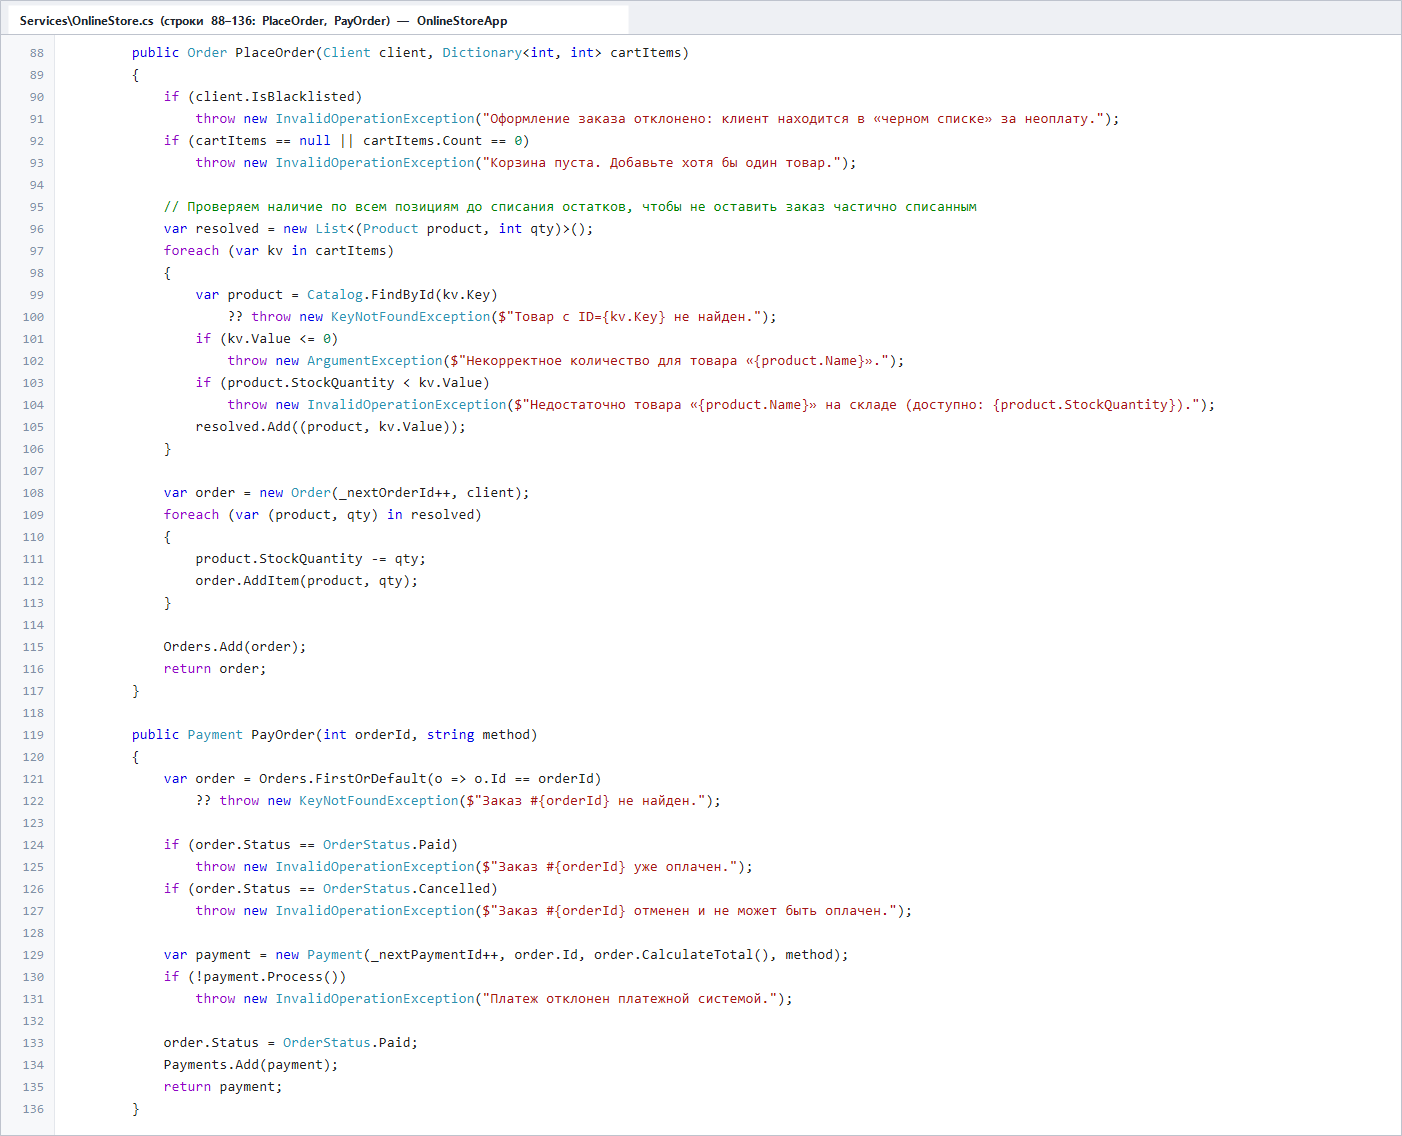 Services\OnlineStore.cs (строки 88–136: PlaceOrder, PayOrder) — OnlineStoreApp
88 public Order PlaceOrder(Client client, Dictionary<int, int> cartItems)
89 {
90 if (client.IsBlacklisted)
91 throw new InvalidOperationException("Оформление заказа отклонено: клиент находится в «черном списке» за неоплату.");
92 if (cartItems == null || cartItems.Count == 0)
93 throw new InvalidOperationException("Корзина пуста. Добавьте хотя бы один товар.");
94
95 // Проверяем наличие по всем позициям до списания остатков, чтобы не оставить заказ частично списанным
96 var resolved = new List<(Product product, int qty)>();
97 foreach (var kv in cartItems)
98 {
99 var product = Catalog.FindById(kv.Key)
100 ?? throw new KeyNotFoundException($"Товар с ID={kv.Key} не найден.");
101 if (kv.Value <= 0)
102 throw new ArgumentException($"Некорректное количество для товара «{product.Name}».");
103 if (product.StockQuantity < kv.Value)
104 throw new InvalidOperationException($"Недостаточно товара «{product.Name}» на складе (доступно: {product.StockQuantity}).");
105 resolved.Add((product, kv.Value));
106 }
107
108 var order = new Order(_nextOrderId++, client);
109 foreach (var (product, qty) in resolved)
110 {
111 product.StockQuantity -= qty;
112 order.AddItem(product, qty);
113 }
114
115 Orders.Add(order);
116 return order;
117 }
118
119 public Payment PayOrder(int orderId, string method)
120 {
121 var order = Orders.FirstOrDefault(o => o.Id == orderId)
122 ?? throw new KeyNotFoundException($"Заказ #{orderId} не найден.");
123
124 if (order.Status == OrderStatus.Paid)
125 throw new InvalidOperationException($"Заказ #{orderId} уже оплачен.");
126 if (order.Status == OrderStatus.Cancelled)
127 throw new InvalidOperationException($"Заказ #{orderId} отменен и не может быть оплачен.");
128
129 var payment = new Payment(_nextPaymentId++, order.Id, order.CalculateTotal(), method);
130 if (!payment.Process())
131 throw new InvalidOperationException("Платеж отклонен платежной системой.");
132
133 order.Status = OrderStatus.Paid;
134 Payments.Add(payment);
135 return payment;
136 }